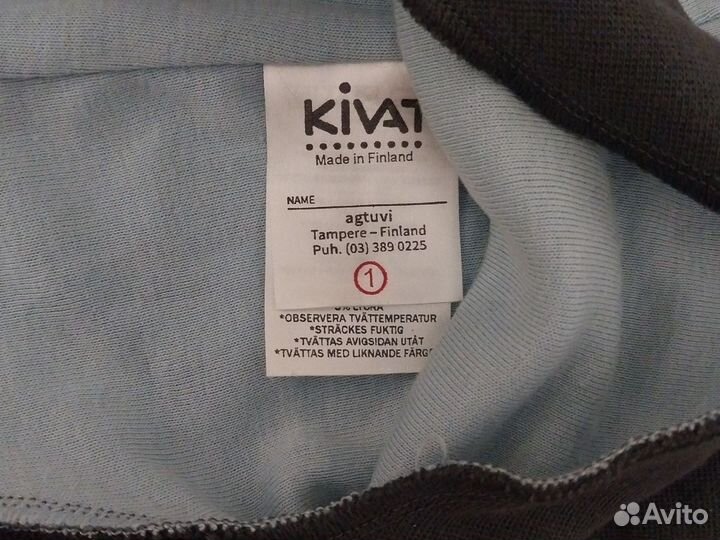 KIVAT
Made in Finland
NAME
agtuvi
Tampere – Finland
Puh. (03) 389 0225
1
*OBSERVERA TVÄTTEMPERATUR
*STRÄCKES FUKTIG
*TVÄTTAS AVIGSIDAN UTÅT
*TVÄTTAS MED LIKNANDE
Avito